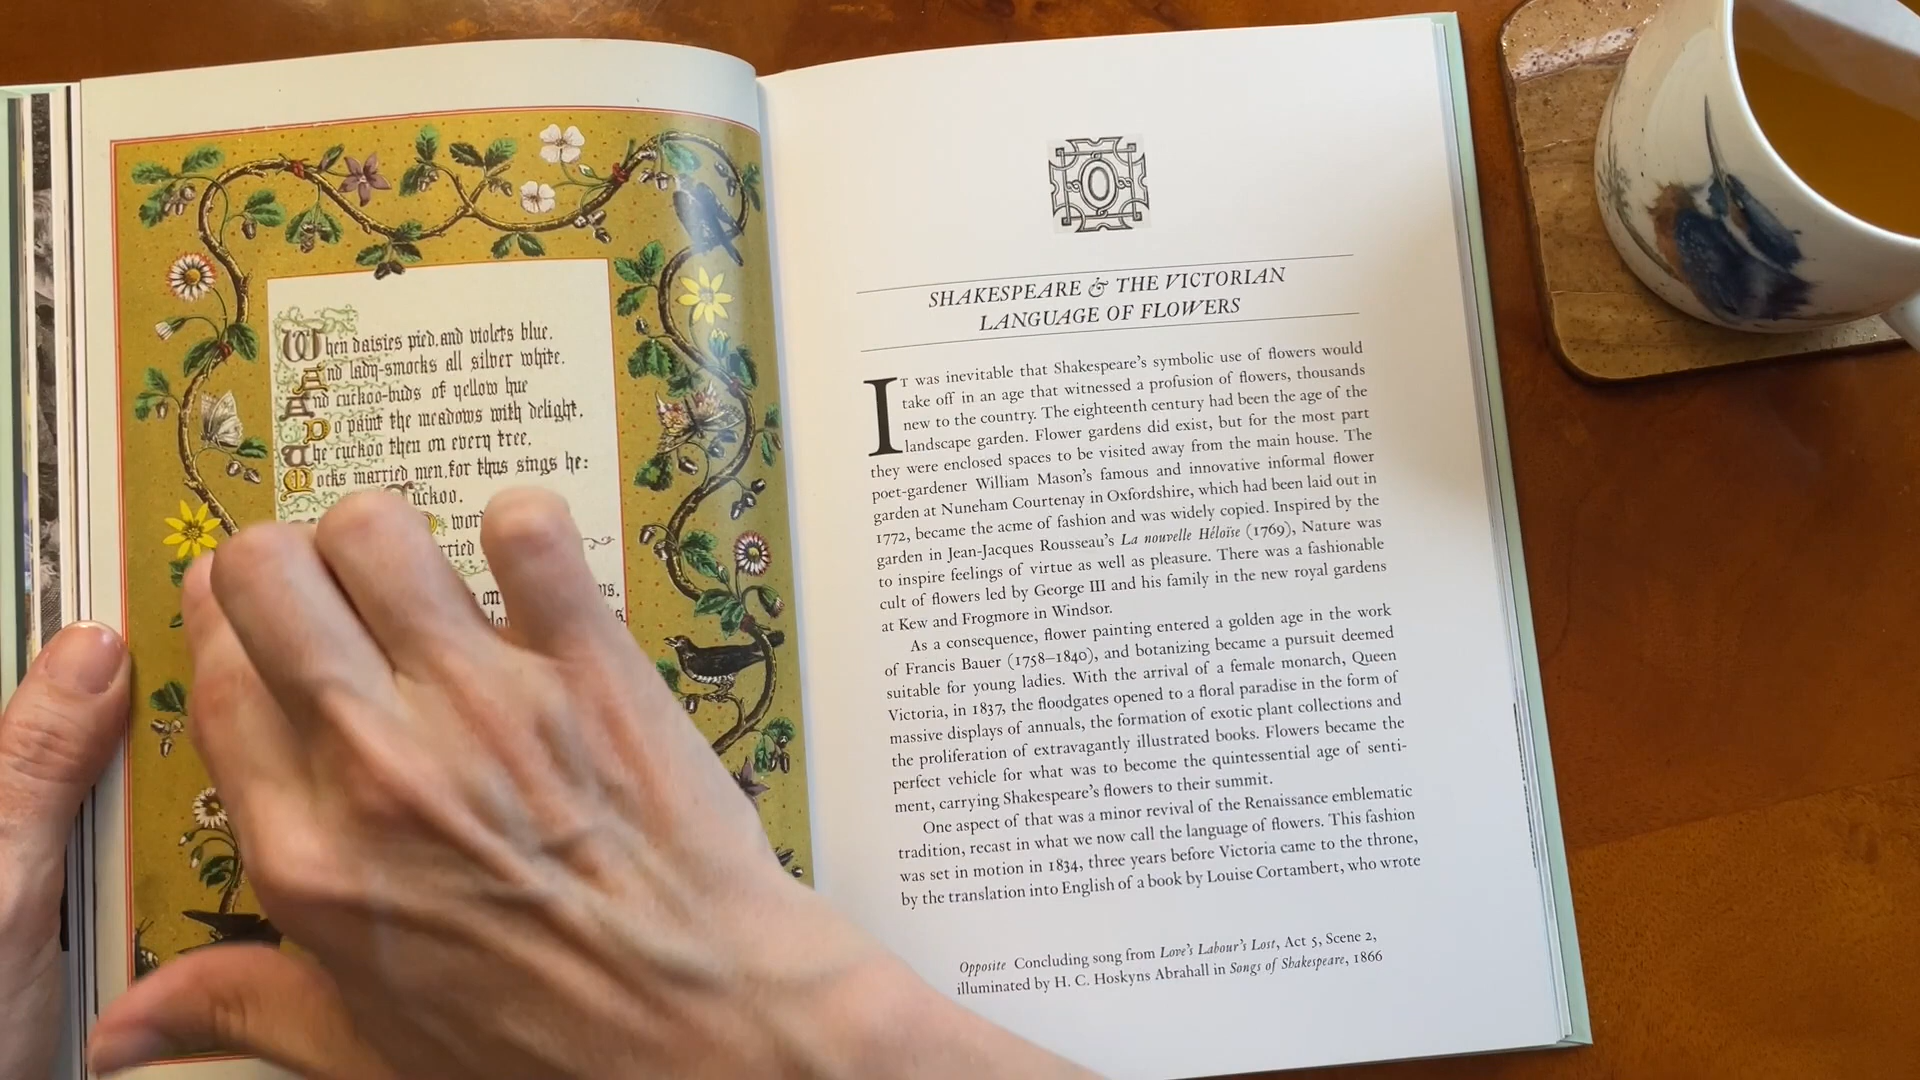 When daisies pied, and violets blue,
And lady-smocks all silver white,
And cuckoo-buds of yellow hue
Do paint the meadows with delight,
The cuckoo then on every tree,
Mocks married men, for thus sings he:
Cuckoo.
word
on
SHAKESPEARE & THE VICTORIAN
LANGUAGE OF FLOWERS
IT was inevitable that Shakespeare's symbolic use of flowers would
take off in an age that witnessed a profusion of flowers, thousands
new to the country. The eighteenth century had been the age of the
landscape garden. Flower gardens did exist, but for the most part
they were enclosed spaces to be visited away from the main house. The
poet-gardener William Mason's famous and innovative informal flower
garden at Nuneham Courtenay in Oxfordshire, which had been laid out in
1772, became the acme of fashion and was widely copied. Inspired by the
garden in Jean-Jacques Rousseau's La nouvelle Héloïse (1769), Nature was
to inspire feelings of virtue as well as pleasure. There was a fashionable
cult of flowers led by George III and his family in the new royal gardens
at Kew and Frogmore in Windsor.
As a consequence, flower painting entered a golden age in the work
of Francis Bauer (1758–1840), and botanizing became a pursuit deemed
suitable for young ladies. With the arrival of a female monarch, Queen
Victoria, in 1837, the floodgates opened to a floral paradise in the form of
massive displays of annuals, the formation of exotic plant collections and
the proliferation of extravagantly illustrated books. Flowers became the
perfect vehicle for what was to become the quintessential age of senti-
ment, carrying Shakespeare's flowers to their summit.
One aspect of that was a minor revival of the Renaissance emblematic
tradition, recast in what we now call the language of flowers. This fashion
was set in motion in 1834, three years before Victoria came to the throne,
by the translation into English of a book by Louise Cortambert, who wrote
Opposite Concluding song from Love's Labour's Lost, Act 5, Scene 2,
illuminated by H. C. Hoskyns Abrahall in Songs of Shakespeare, 1866